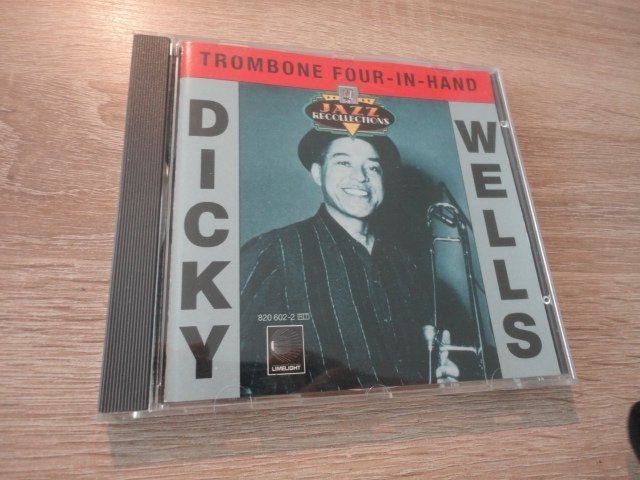 TROMBONE FOUR-IN-HAND
JAZZ
RECOLLECTIONS
DICKY
WELLS
820 602-2
LIMELIGHT